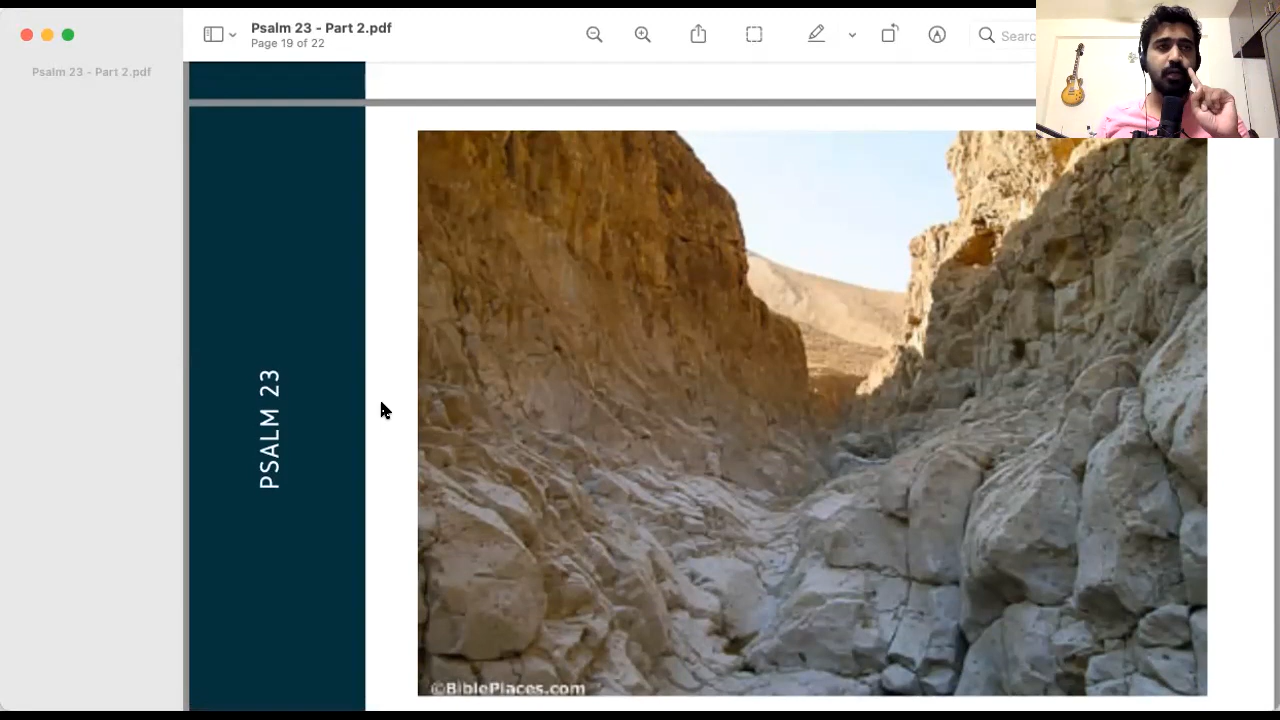 Psalm 23 - Part 2.pdf
Page 19 of 22
Searc
Psalm 23 - Part 2.pdf
PSALM 23
©BiblePlaces.com